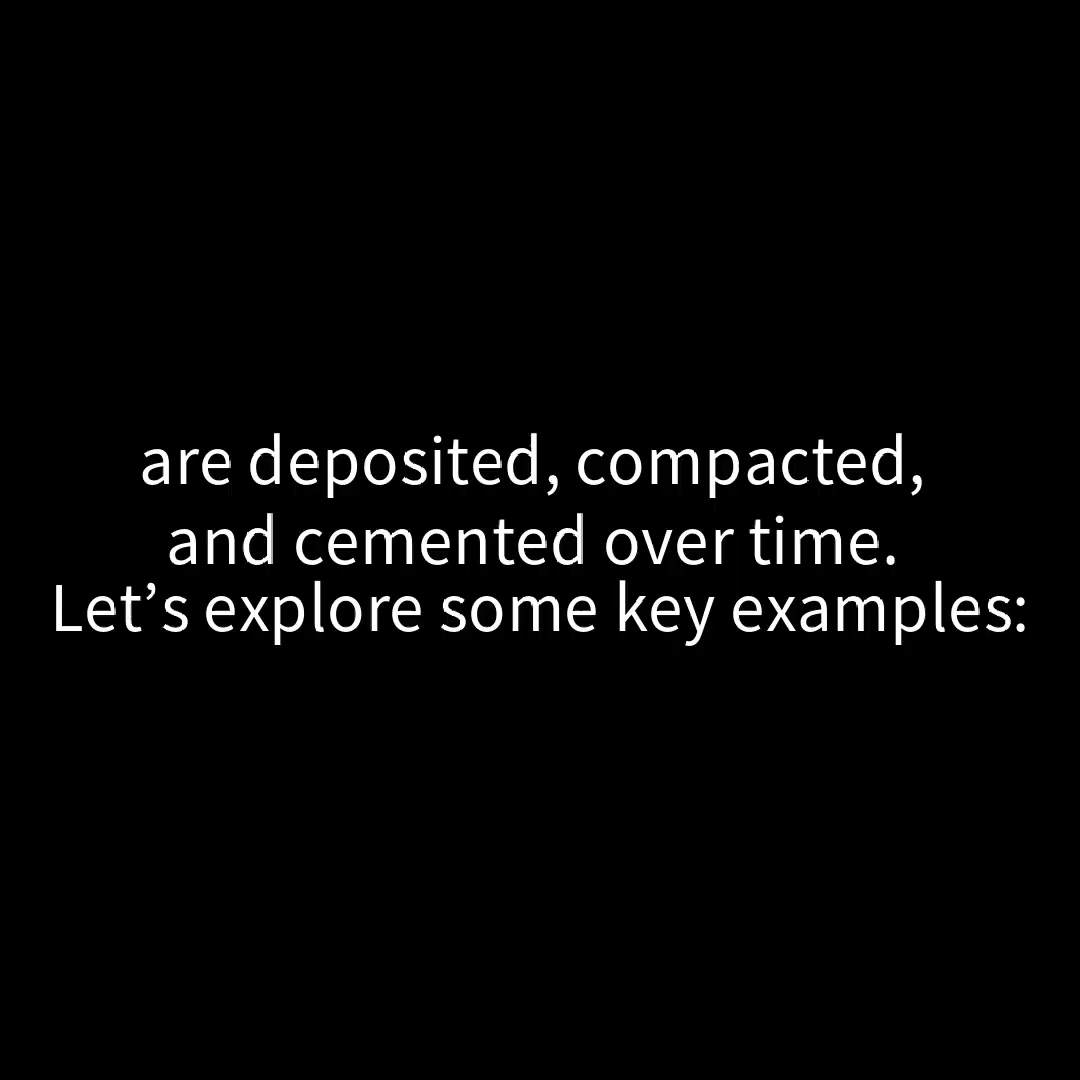 are deposited, compacted,
and cemented over time.
Let’s explore some key examples: